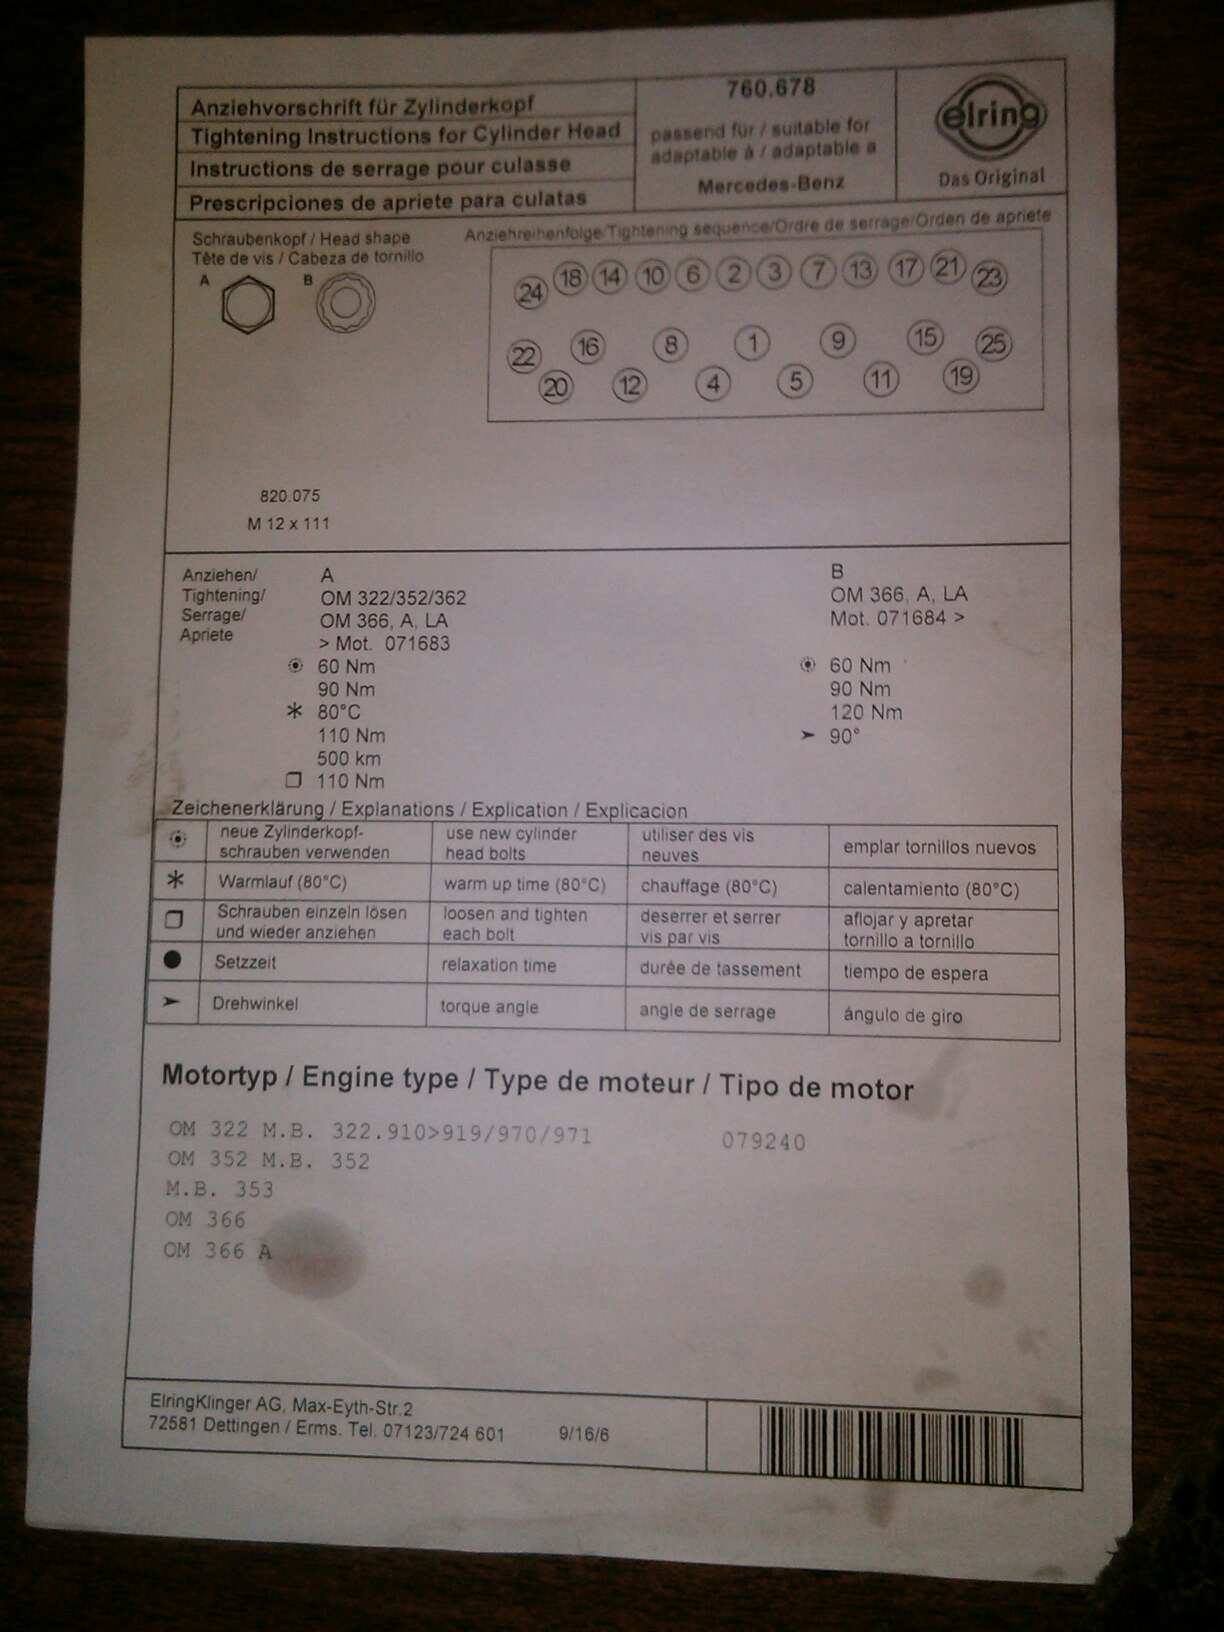 Anziehvorschrift für Zylinderkopf
Tightening Instructions for Cylinder Head
Instructions de serrage pour culasse
Prescripciones de apriete para culatas
760.678
passend für / suitable for
adaptable à / adaptable a
Mercedes-Benz
elring
Das Original
Schraubenkopf / Head shape
Tête de vis / Cabeza de tornillo
A B
Anziehreihenfolge/Tightening sequence/Ordre de serrage/Orden de apriete
24 18 14 10 6 2 3 7 13 17 21 23
22 16 8 1 9 15 25
20 12 4 5 11 19
820.075
M 12 x 111
Anziehen/
Tightening/
Serrage/
Apriete
A
OM 322/352/362
OM 366, A, LA
> Mot. 071683
60 Nm
90 Nm
* 80°C
110 Nm
500 km
❒ 110 Nm
B
OM 366, A, LA
Mot. 071684 >
60 Nm
90 Nm
120 Nm
➤ 90°
Zeichenerklärung / Explanations / Explication / Explicacion
neue Zylinderkopf-
schrauben verwenden
use new cylinder
head bolts
utiliser des vis
neuves
emplar tornillos nuevos
* Warmlauf (80°C) warm up time (80°C) chauffage (80°C) calentamiento (80°C)
❒ Schrauben einzeln lösen
und wieder anziehen
loosen and tighten
each bolt
deserrer et serrer
vis par vis
aflojar y apretar
tornillo a tornillo
● Setzzeit relaxation time durée de tassement tiempo de espera
➤ Drehwinkel torque angle angle de serrage ángulo de giro
Motortyp / Engine type / Type de moteur / Tipo de motor
OM 322 M.B. 322.910>919/970/971 079240
OM 352 M.B. 352
M.B. 353
OM 366
OM 366 A
ElringKlinger AG, Max-Eyth-Str.2
72581 Dettingen / Erms. Tel. 07123/724 601 9/16/6